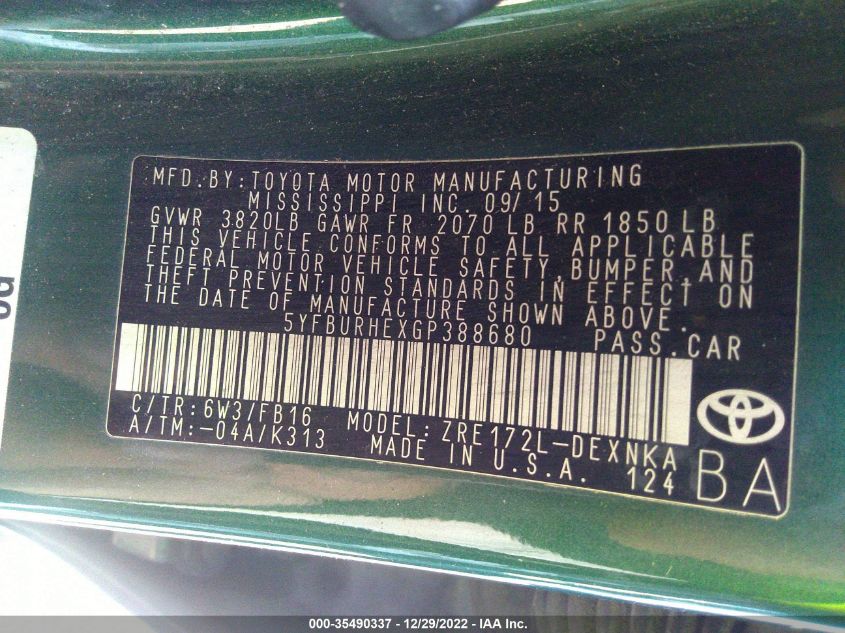 MFD. BY: TOYOTA MOTOR MANUFACTURING
MISSISSIPPI INC. 09/15
GVWR 3820LB GAWR FR 2070 LB RR 1850 LB
THIS VEHICLE CONFORMS TO ALL APPLICABLE
FEDERAL MOTOR VEHICLE SAFETY, BUMPER, AND
THEFT PREVENTION STANDARDS IN EFFECT ON
THE DATE OF MANUFACTURE SHOWN ABOVE.
5YFBURHEXGP388680 PASS. CAR
C/TR: 6W3/FB16 MODEL: ZRE172L-DEXNKA
A/TM: -04A/K313 MADE IN U.S.A. 124
BA
000-35490337 - 12/29/2022 - IAA Inc.